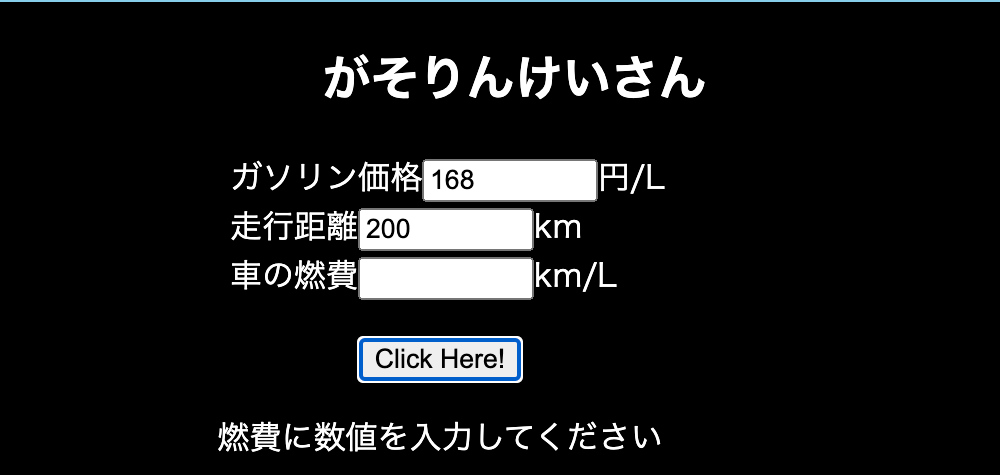 がそりんけいさん
ガソリン価格168円/L
走行距離200km
車の燃費km/L
Click Here!
燃費に数値を入力してください